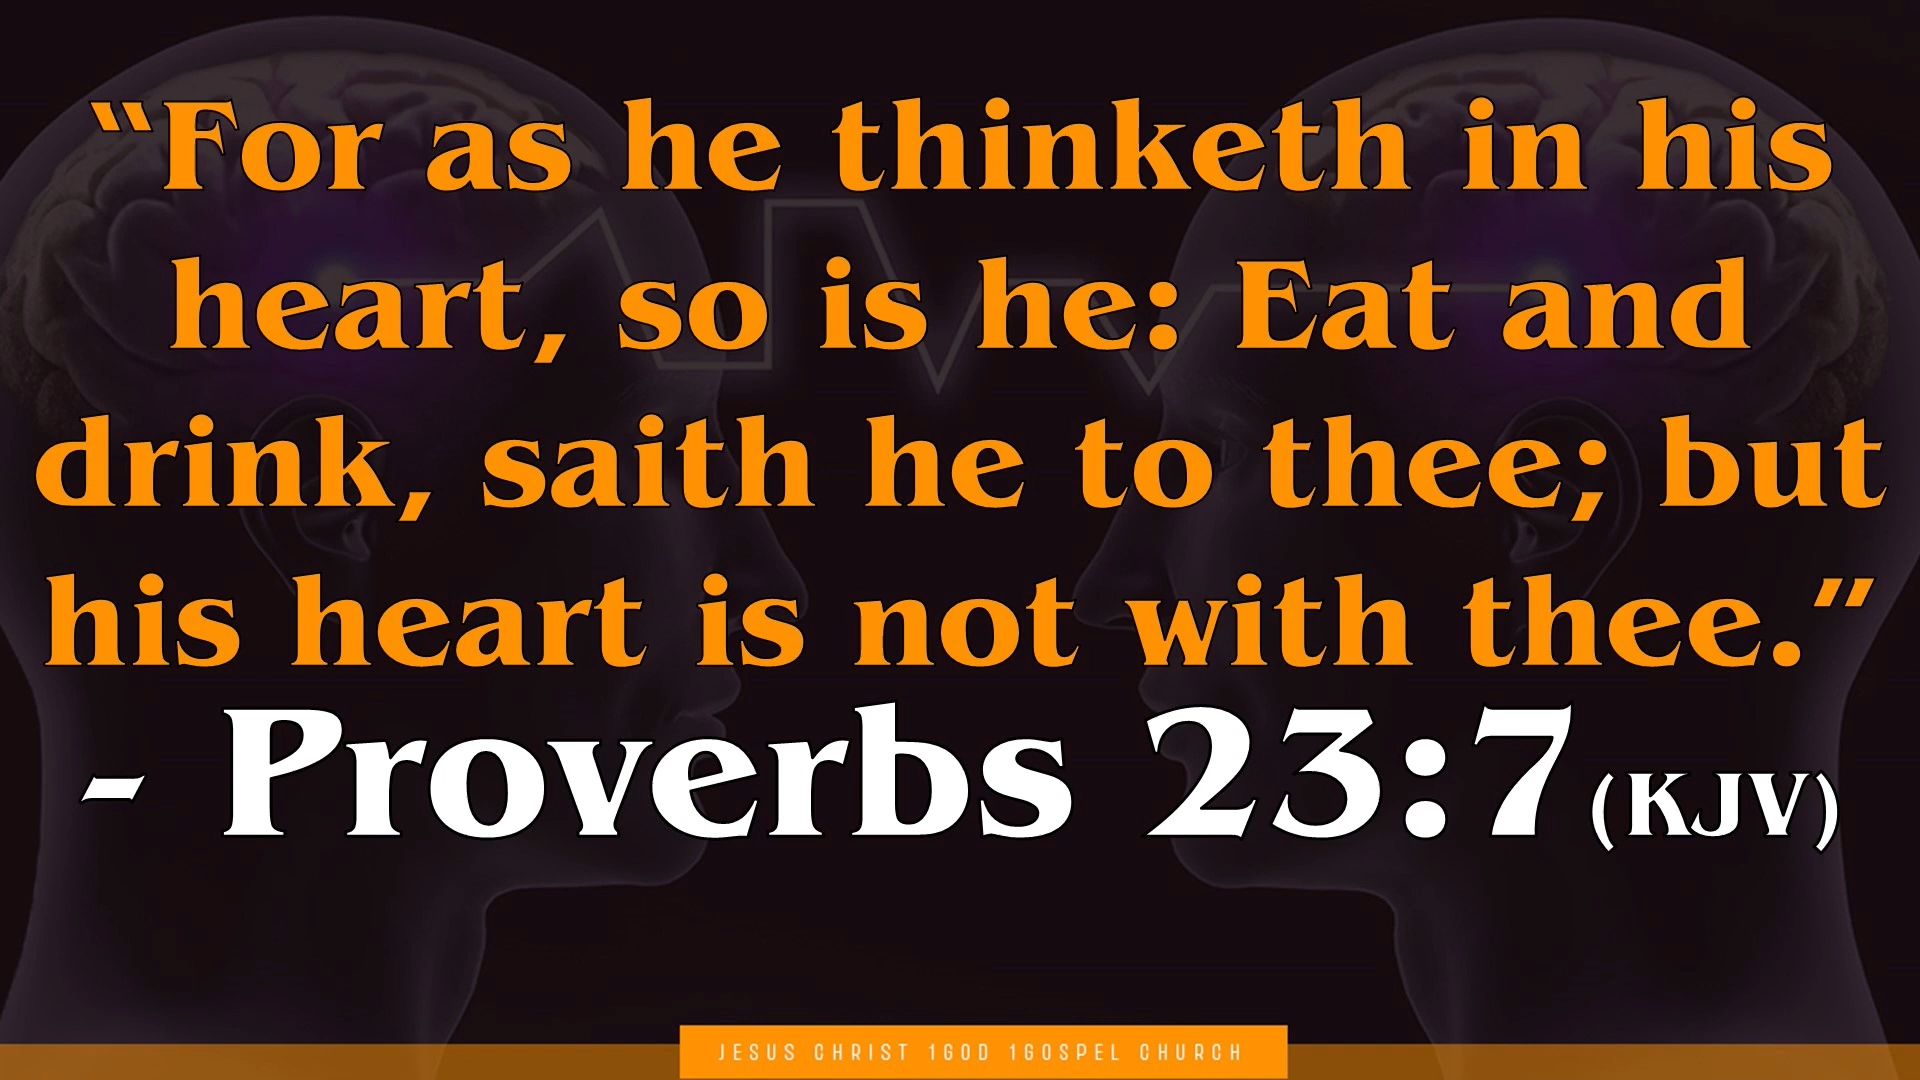 “For as he thinketh in his
heart, so is he: Eat and
drink, saith he to thee; but
his heart is not with thee.”
- Proverbs 23:7 (KJV)
JESUS CHRIST 1GOD 1GOSPEL CHURCH